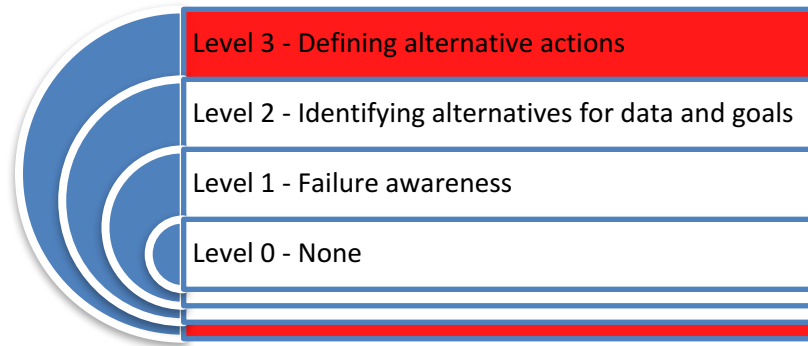 Level 3 - Defining alternative actions
Level 2 - Identifying alternatives for data and goals
Level 1 - Failure awareness
Level 0 - None